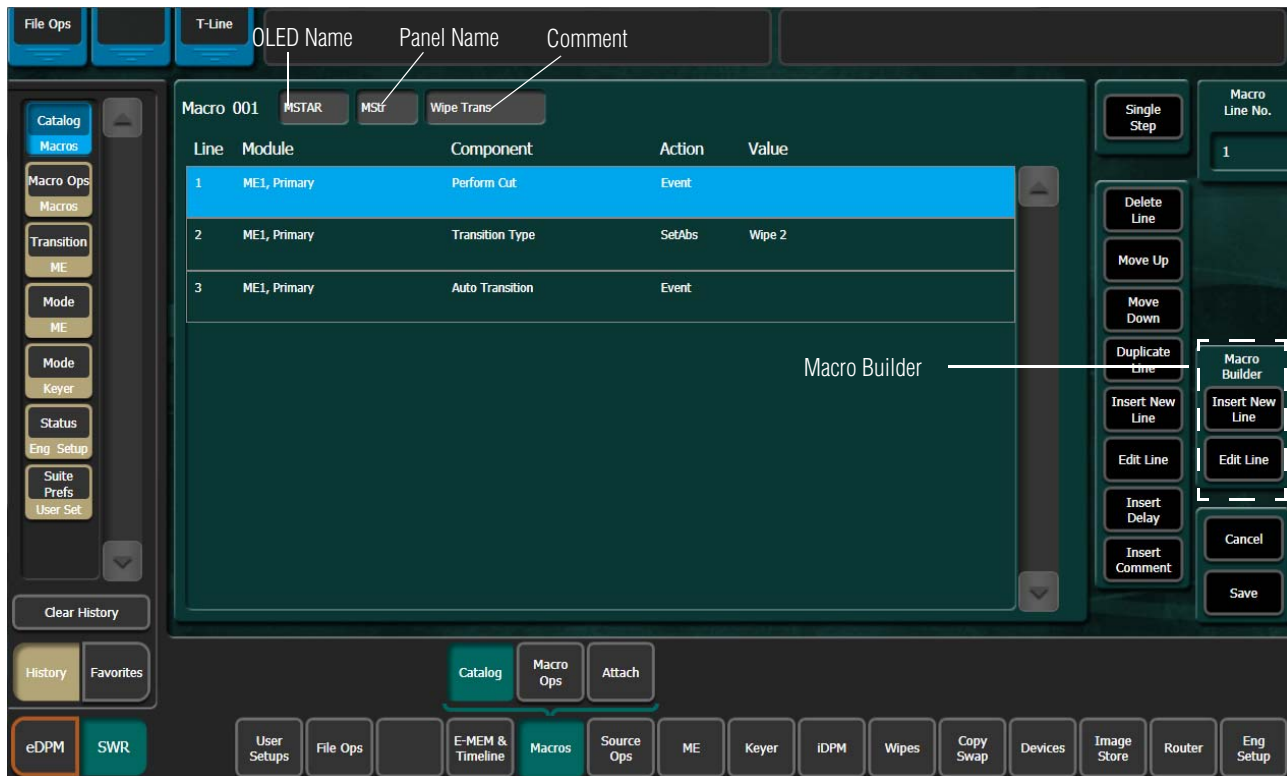 File Ops
T-Line
OLED Name
Panel Name
Comment
Catalog
Macros
Macro Ops
Macros
Transition
ME
Mode
ME
Mode
Keyer
Status
Eng Setup
Suite
Prefs
User Set
Clear History
History
Favorites
Macro 001
MSTAR
MStr
Wipe Trans
Line Module Component Action Value
1 ME1, Primary Perform Cut Event
2 ME1, Primary Transition Type SetAbs Wipe 2
3 ME1, Primary Auto Transition Event
Macro Builder
Single
Step
Macro
Line No.
1
Delete
Line
Move Up
Move
Down
Duplicate
Line
Insert New
Line
Edit Line
Insert
Delay
Insert
Comment
Macro
Builder
Insert New
Line
Edit Line
Cancel
Save
Catalog
Macro
Ops
Attach
eDPM
SWR
User
Setups
File Ops
E-MEM &
Timeline
Macros
Source
Ops
ME
Keyer
iDPM
Wipes
Copy
Swap
Devices
Image
Store
Router
Eng
Setup